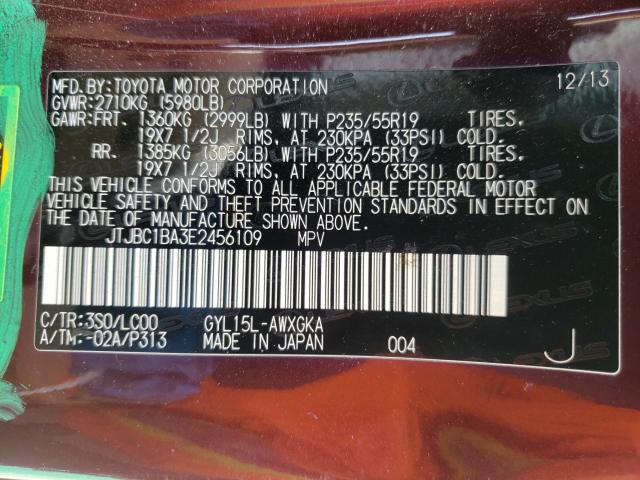 MFD.BY:TOYOTA MOTOR CORPORATION 12/13
GVWR:2710KG (5980LB)
GAWR:FRT. 1360KG (2999LB) WITH P235/55R19 TIRES.
19X7 1/2J RIMS, AT 230KPA (33PSI) COLD.
RR. 1385KG (3056LB) WITH P235/55R19 TIRES.
19X7 1/2J RIMS, AT 230KPA (33PSI) COLD.
THIS VEHICLE CONFORMS TO ALL APPLICABLE FEDERAL MOTOR
VEHICLE SAFETY AND THEFT PREVENTION STANDARDS IN EFFECT ON
THE DATE OF MANUFACTURE SHOWN ABOVE.
JTJBC1BA3E2456109 MPV
C/TR:3S0/LC00 GYL15L-AWXGKA
A/TM:-02A/P313 MADE IN JAPAN 004 J